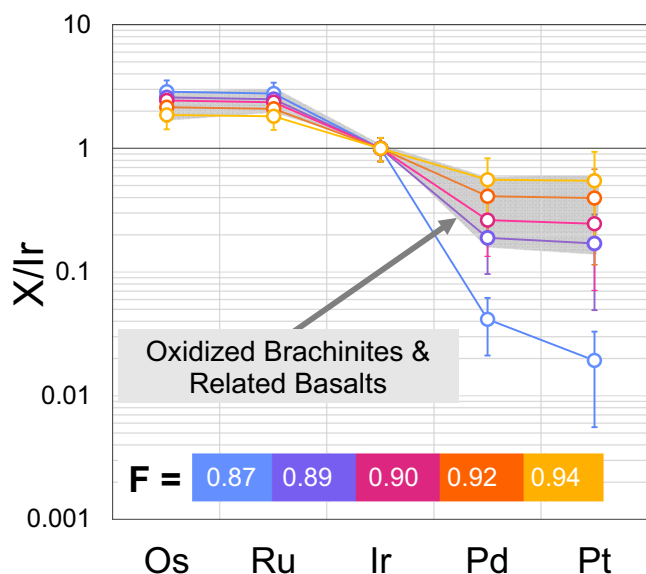 10
1
0.1
0.01
0.001
X/Ir
Oxidized Brachinites &
Related Basalts
F = 0.87 0.89 0.90 0.92 0.94
Os Ru Ir Pd Pt